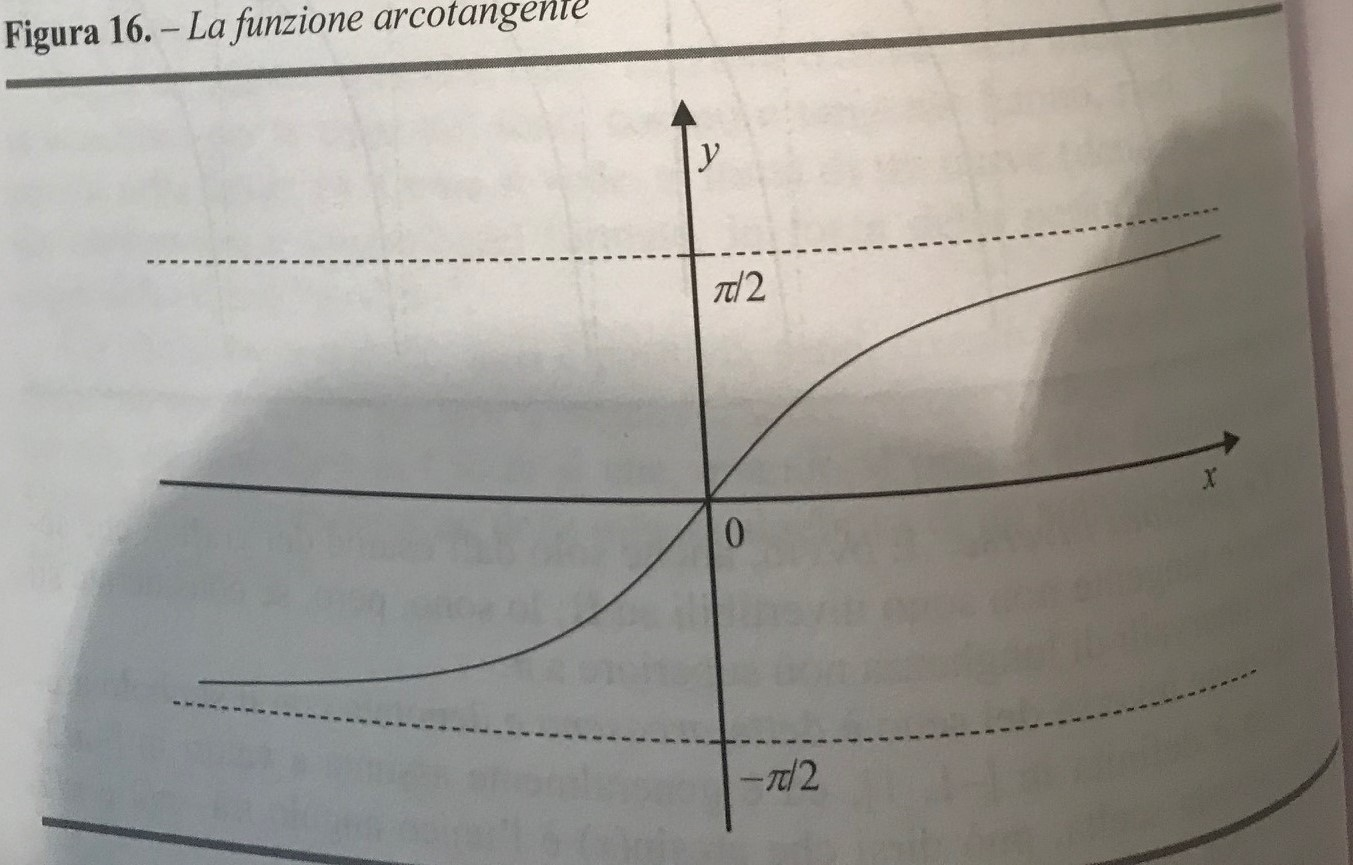 Figura 16. – La funzione arcotangente
y
π/2
x
0
–π/2